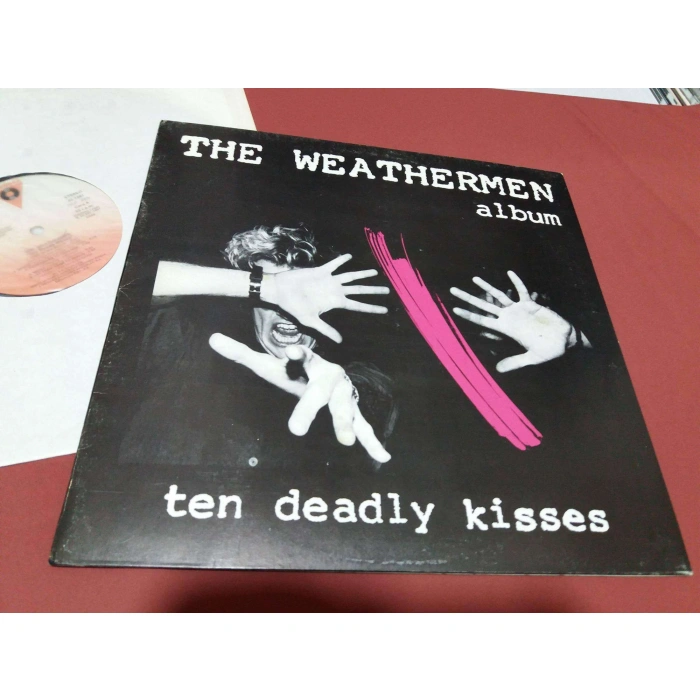 THE WEATHERMEN
album
ten deadly kisses